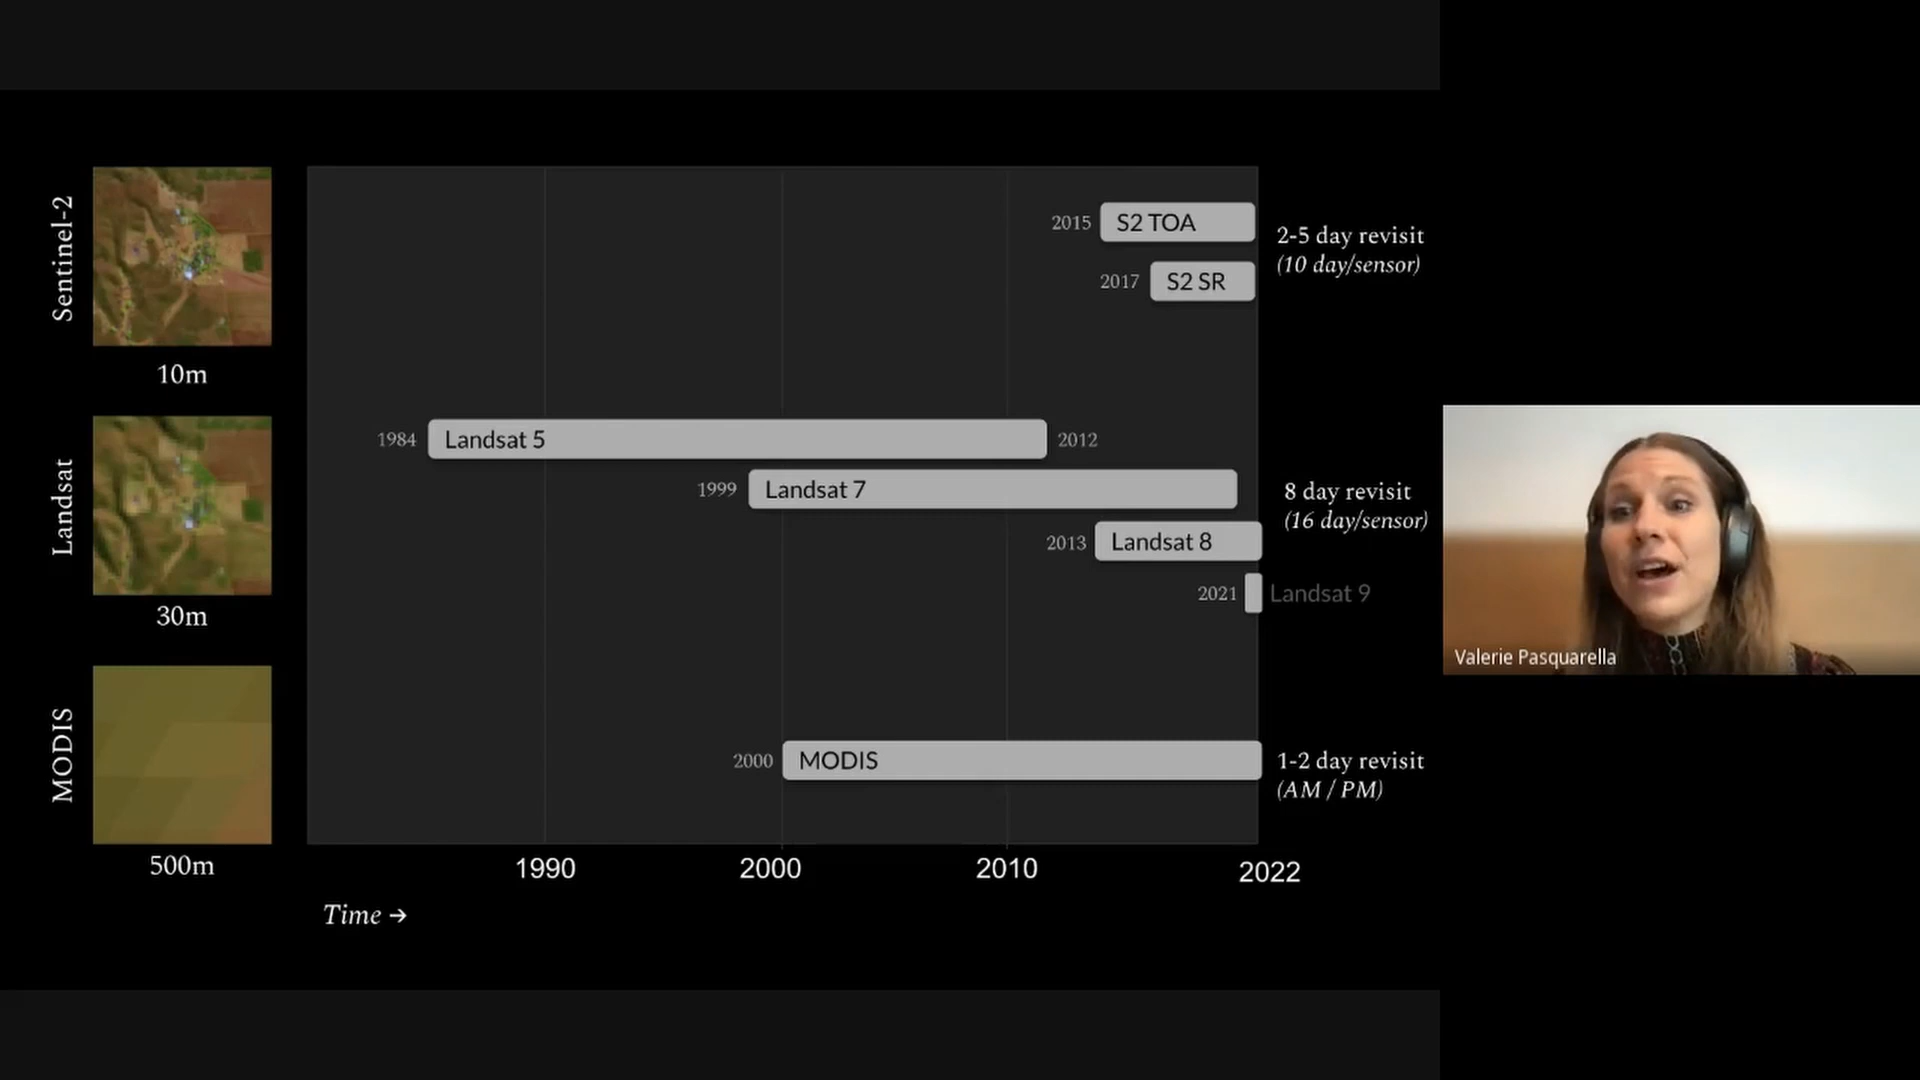 Sentinel-2
10m
2015 S2 TOA
2017 S2 SR
2-5 day revisit
(10 day/sensor)
Landsat
30m
1984 Landsat 5 2012
1999 Landsat 7
2013 Landsat 8
2021 Landsat 9
8 day revisit
(16 day/sensor)
MODIS
500m
2000 MODIS
1-2 day revisit
(AM / PM)
1990 2000 2010 2022
Time →
Valerie Pasquarella